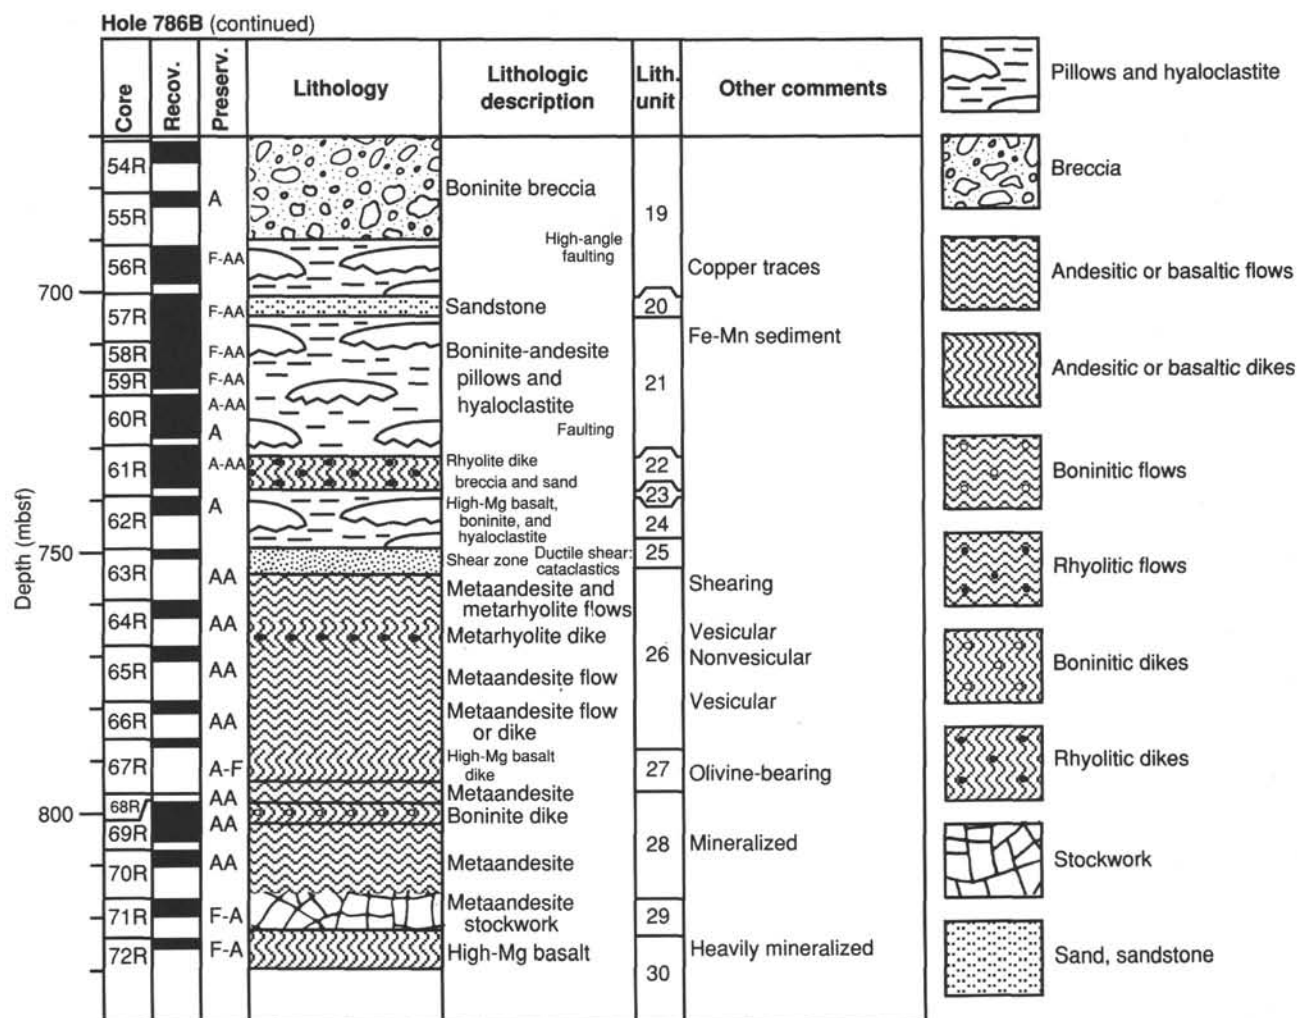 Hole 786B (continued)
Core
Recov.
Preserv.
Lithology
Lithologic
description
Lith.
unit
Other comments
Depth (mbsf)
700
750
800
54R
55R
56R
57R
58R
59R
60R
61R
62R
63R
64R
65R
66R
67R
68R
69R
70R
71R
72R
A
F-AA
F-AA
F-AA
F-AA
A-AA
A
A-AA
A
AA
AA
AA
AA
A-F
AA
AA
AA
F-A
F-A
Boninite breccia
High-angle
faulting
Sandstone
Boninite-andesite
pillows and
hyaloclastite
Faulting
Rhyolite dike
breccia and sand
High-Mg basalt,
boninite, and
hyaloclastite
Shear zone
Ductile shear:
cataclastics
Metaandesite and
metarhyolite flows
Metarhyolite dike
Metaandesite flow
Metaandesite flow
or dike
High-Mg basalt
dike
Metaandesite
Boninite dike
Metaandesite
Metaandesite
stockwork
High-Mg basalt
19
20
21
22
23
24
25
26
27
28
29
30
Copper traces
Fe-Mn sediment
Shearing
Vesicular
Nonvesicular
Vesicular
Olivine-bearing
Mineralized
Heavily mineralized
Pillows and hyaloclastite
Breccia
Andesitic or basaltic flows
Andesitic or basaltic dikes
Boninitic flows
Rhyolitic flows
Boninitic dikes
Rhyolitic dikes
Stockwork
Sand, sandstone